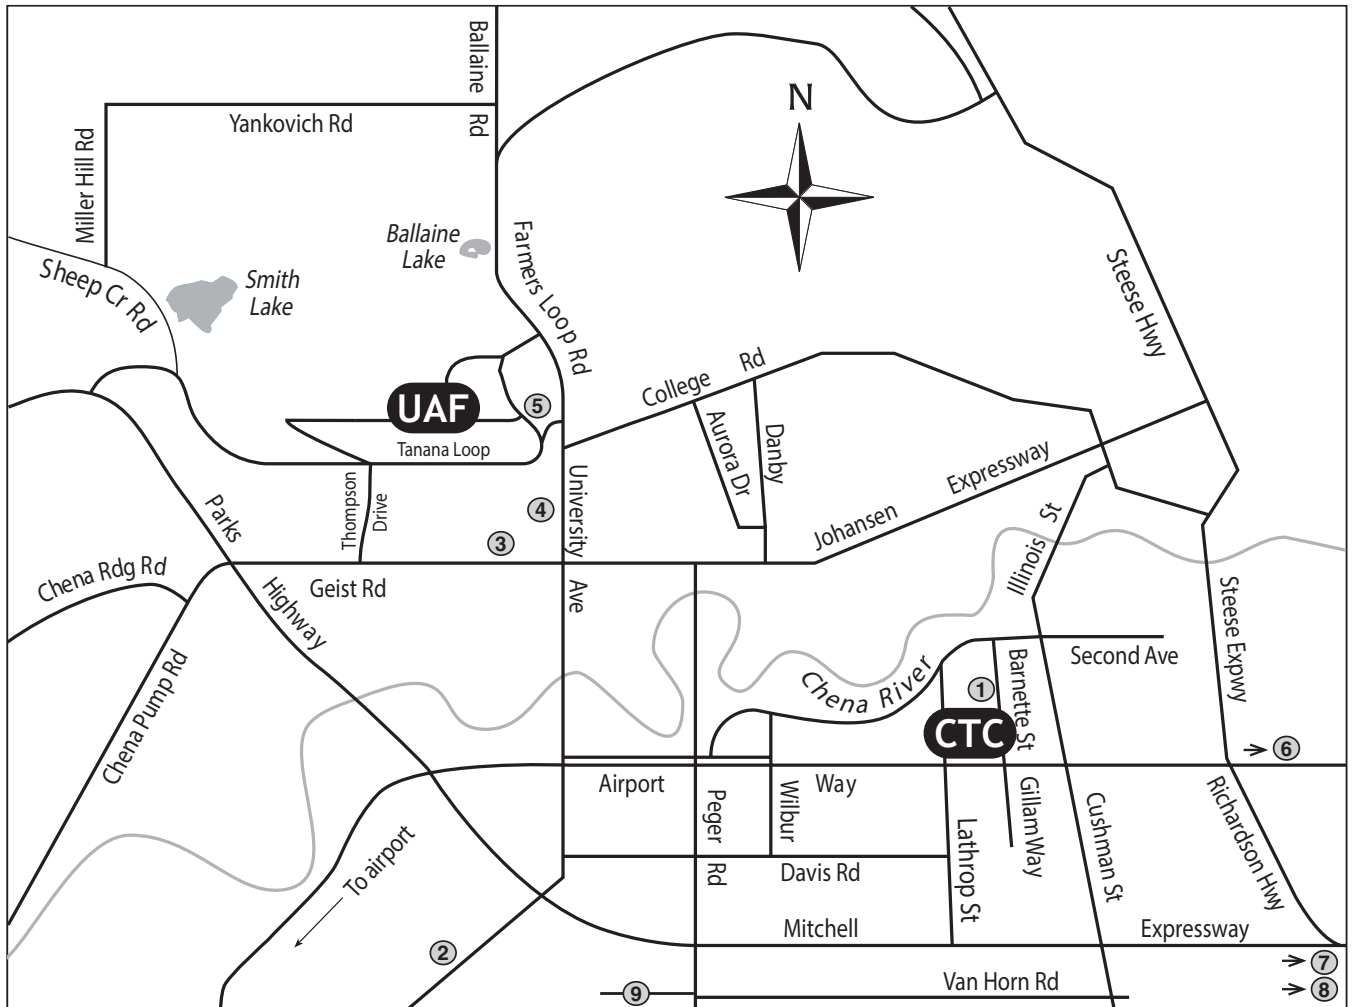 Ballaine
Rd
Yankovich Rd
Miller Hill Rd
N
Ballaine
Lake
Farmers Loop Rd
Sheep Cr Rd
Smith
Lake
Steese Hwy
College Rd
UAF
5
Aurora Dr
Danby
Tanana Loop
Expressway
Johansen
University
Ave
Thompson
Drive
4
3
Parks
Highway
Illinois St
Chena Rdg Rd
Geist Rd
Steese Expwy
Second Ave
Barnette St
1
Chena River
Chena Pump Rd
CTC
6
Airport
Way
Peger
Rd
Wilbur
Gillam Way
Cushman St
Richardson Hwy
Lathrop St
To airport
Davis Rd
Mitchell
Expressway
2
7
Van Horn Rd
8
9